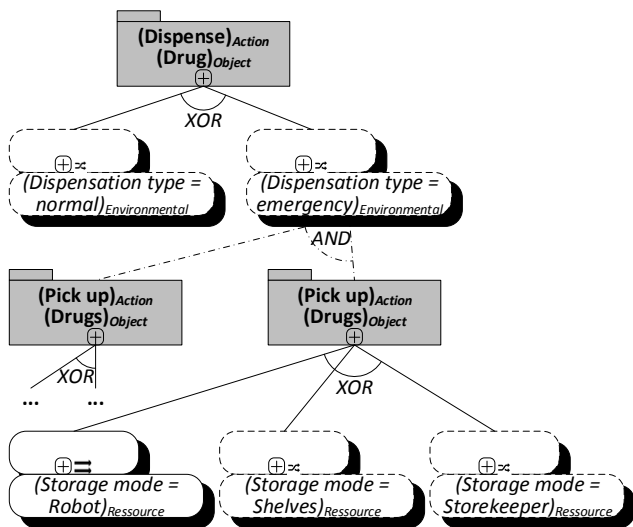 (Dispense)Action
(Drug)Object
XOR
(Dispensation type =
normal)Environmental
(Dispensation type =
emergency)Environmental
AND
(Pick up)Action
(Drugs)Object
(Pick up)Action
(Drugs)Object
XOR
XOR
... ...
(Storage mode =
Robot)Ressource
(Storage mode =
Shelves)Ressource
(Storage mode =
Storekeeper)Ressource